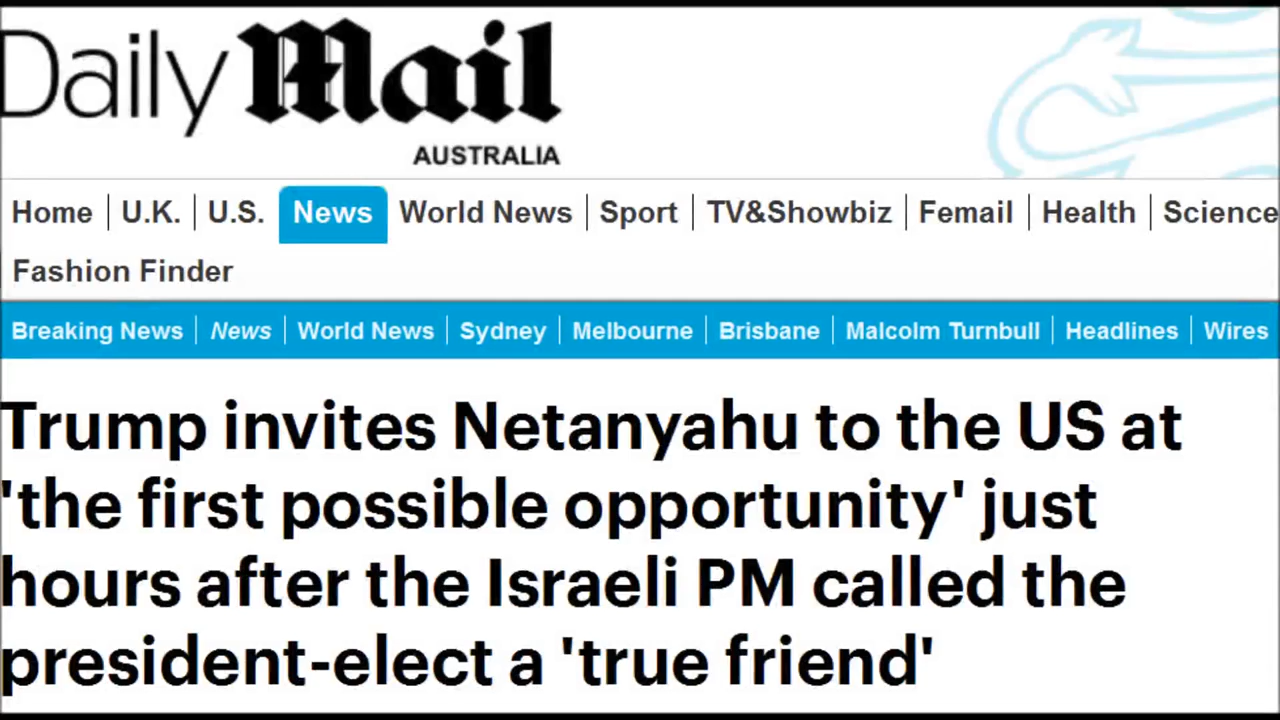 Daily Mail
AUSTRALIA
Home U.K. U.S. News World News Sport TV&Showbiz Femail Health Science
Fashion Finder
Breaking News News World News Sydney Melbourne Brisbane Malcolm Turnbull Headlines Wires
Trump invites Netanyahu to the US at
'the first possible opportunity' just
hours after the Israeli PM called the
president-elect a 'true friend'